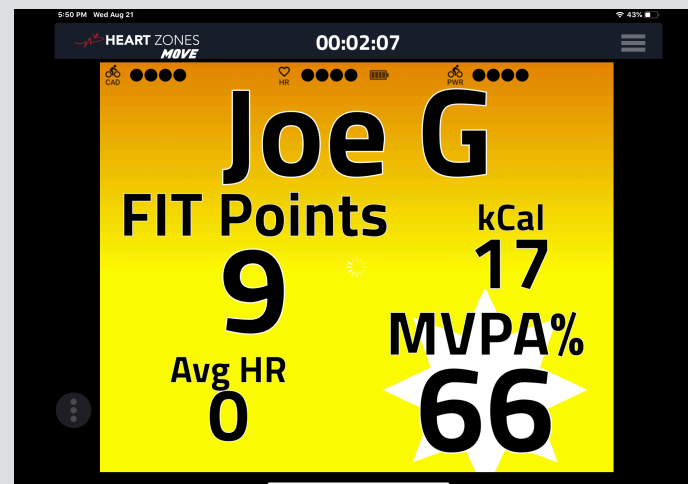 5:50 PM Wed Aug 21
43%
HEART ZONES
MOVE
00:02:07
CAD
HR
PWR
Joe G
FIT Points
9
kCal
17
Avg HR
0
MVPA%
66